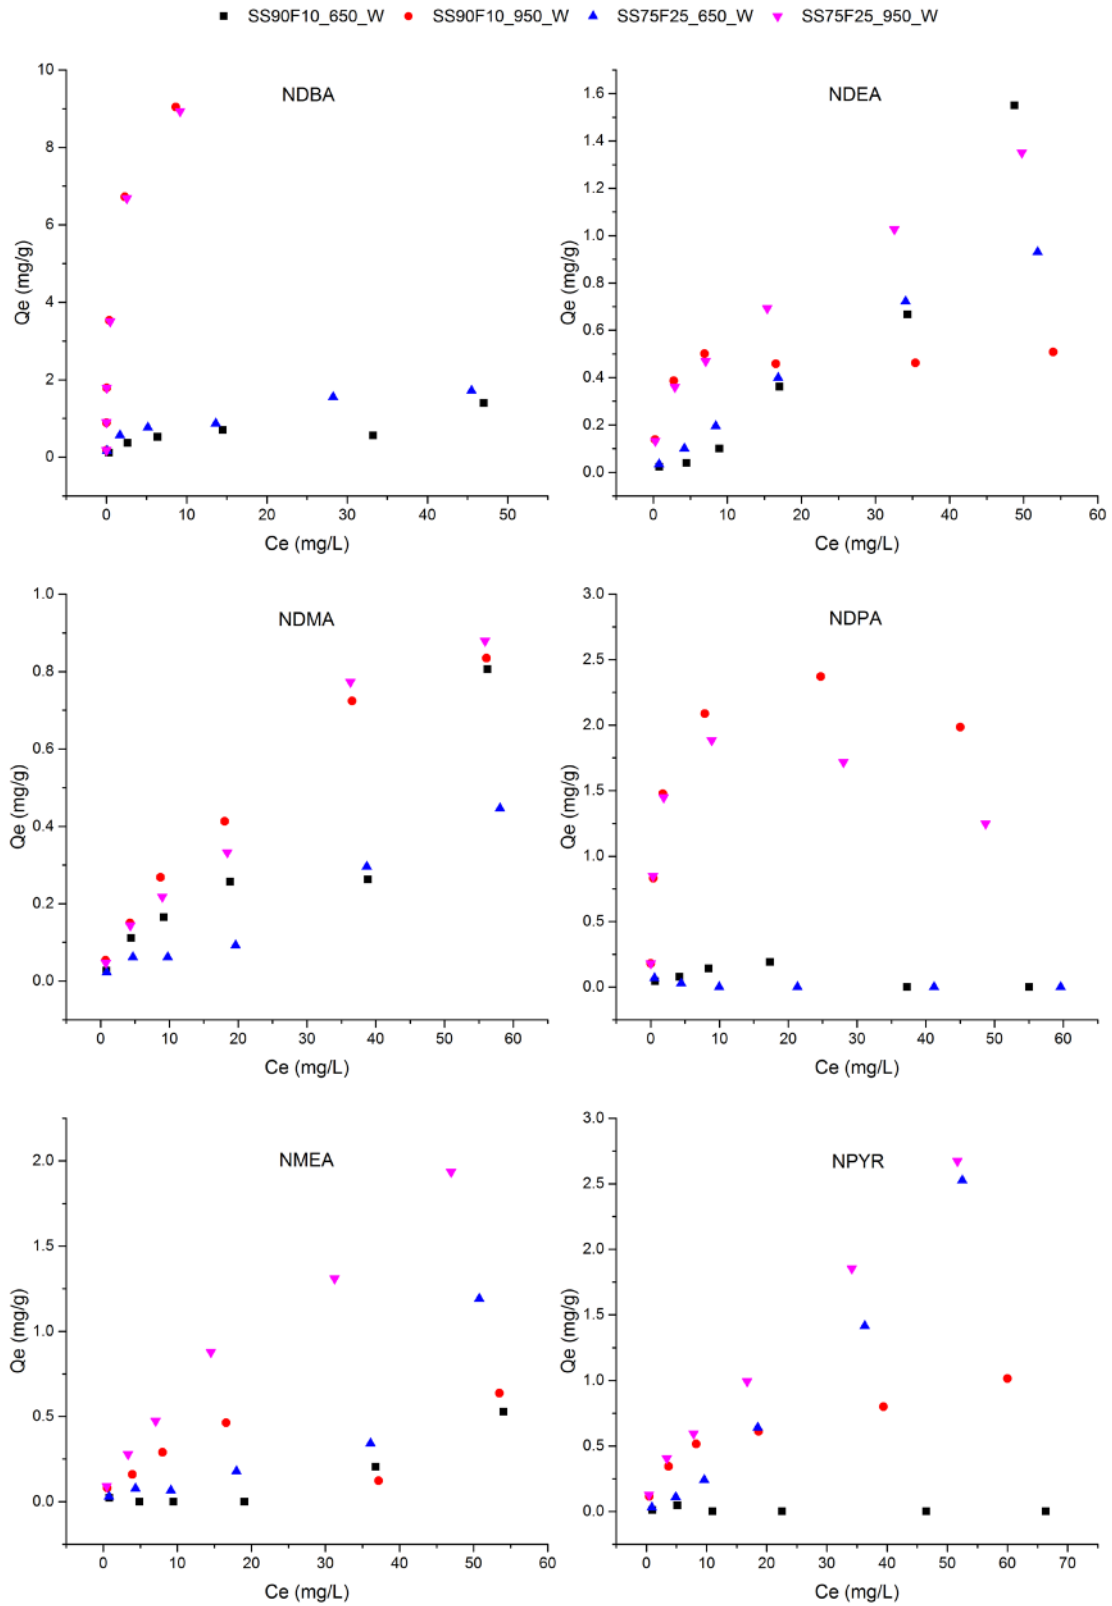 SS90F10_650_W SS90F10_950_W SS75F25_650_W SS75F25_950_W
NDBA
10
8
6
4
2
0
Qe (mg/g)
0 10 20 30 40 50
Ce (mg/L)
NDEA
1.6
1.4
1.2
1.0
0.8
0.6
0.4
0.2
0.0
Qe (mg/g)
0 10 20 30 40 50 60
Ce (mg/L)
NDMA
1.0
0.8
0.6
0.4
0.2
0.0
Qe (mg/g)
0 10 20 30 40 50 60
Ce (mg/L)
NDPA
3.0
2.5
2.0
1.5
1.0
0.5
0.0
Qe (mg/g)
0 10 20 30 40 50 60
Ce (mg/L)
NMEA
2.0
1.5
1.0
0.5
0.0
Qe (mg/g)
0 10 20 30 40 50 60
Ce (mg/L)
NPYR
3.0
2.5
2.0
1.5
1.0
0.5
0.0
Qe (mg/g)
0 10 20 30 40 50 60 70
Ce (mg/L)